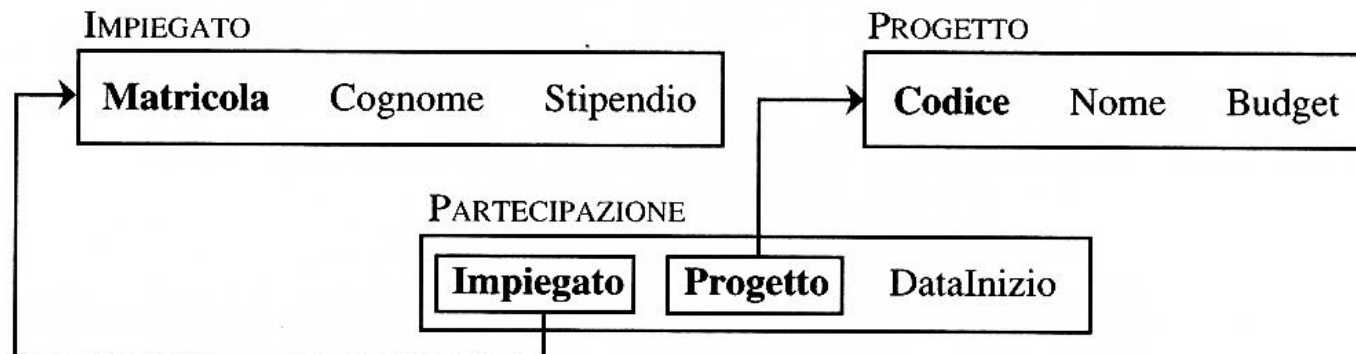 IMPIEGATO
Matricola Cognome Stipendio
PROGETTO
Codice Nome Budget
PARTECIPAZIONE
Impiegato Progetto DataInizio